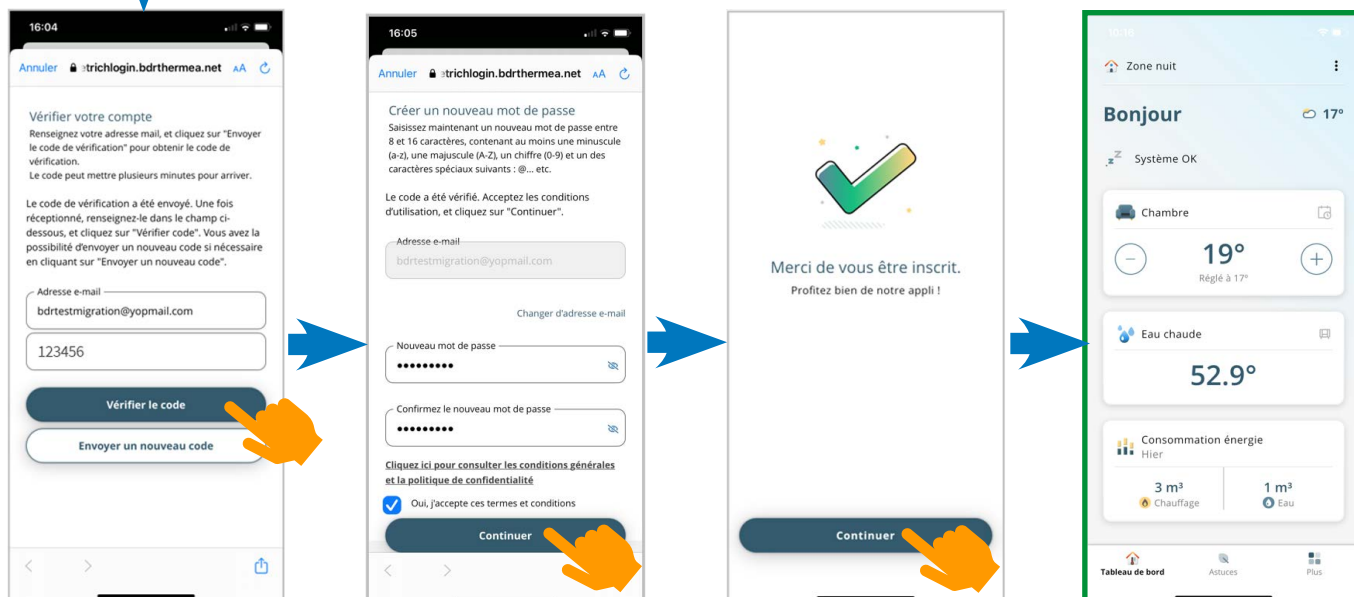 16:04
Annuler
trichlogin.bdrthermea.net
AA
Vérifier votre compte
Renseignez votre adresse mail, et cliquez sur "Envoyer
le code de vérification" pour obtenir le code de
vérification.
Le code peut mettre plusieurs minutes pour arriver.
Le code de vérification a été envoyé. Une fois
réceptionné, renseignez-le dans le champ ci-
dessous, et cliquez sur "Vérifier code". Vous avez la
possibilité d'envoyer un nouveau code si nécessaire
en cliquant sur "Envoyer un nouveau code".
Adresse e-mail
bdrtestmigration@yopmail.com
123456
Vérifier le code
Envoyer un nouveau code
16:05
Annuler
trichlogin.bdrthermea.net
AA
Créer un nouveau mot de passe
Saisissez maintenant un nouveau mot de passe entre
8 et 16 caractères, contenant au moins une minuscule
(a-z), une majuscule (A-Z), un chiffre (0-9) et un des
caractères spéciaux suivants : @... etc.
Le code a été vérifié. Acceptez les conditions
d'utilisation, et cliquez sur "Continuer".
Adresse e-mail
bdrtestmigration@yopmail.com
Changer d'adresse e-mail
Nouveau mot de passe
•••••••••
Confirmez le nouveau mot de passe
•••••••••
Cliquez ici pour consulter les conditions générales
et la politique de confidentialité
Oui, j'accepte ces termes et conditions
Continuer
Merci de vous être inscrit.
Profitez bien de notre appli !
Continuer
Zone nuit
Bonjour
17°
zZ
Système OK
Chambre
19°
Réglé à 17°
Eau chaude
52.9°
Consommation énergie
Hier
3 m³
Chauffage
1 m³
Eau
Tableau de bord
Astuces
Plus